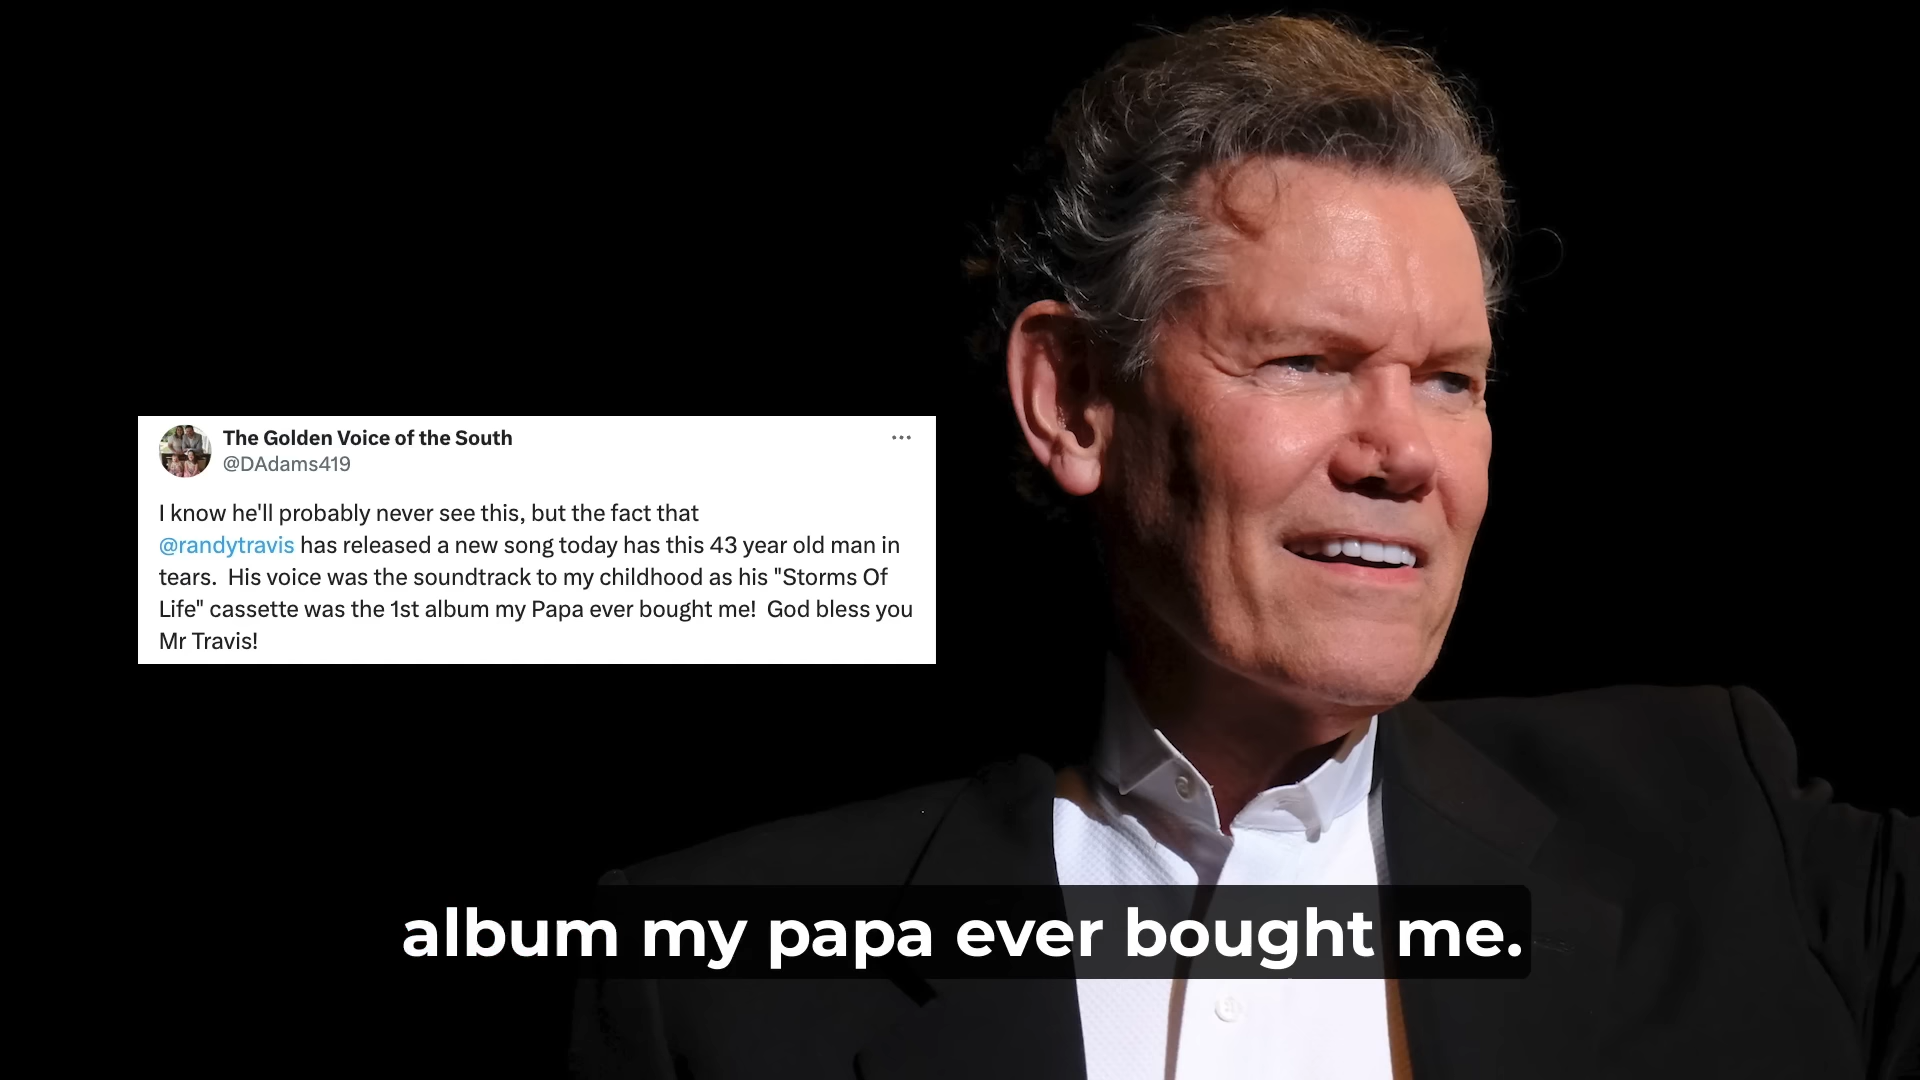 The Golden Voice of the South
@DAdams419
I know he'll probably never see this, but the fact that
@randytravis has released a new song today has this 43 year old man in
tears.  His voice was the soundtrack to my childhood as his "Storms Of
Life" cassette was the 1st album my Papa ever bought me!  God bless you
Mr Travis!
album my papa ever bought me.